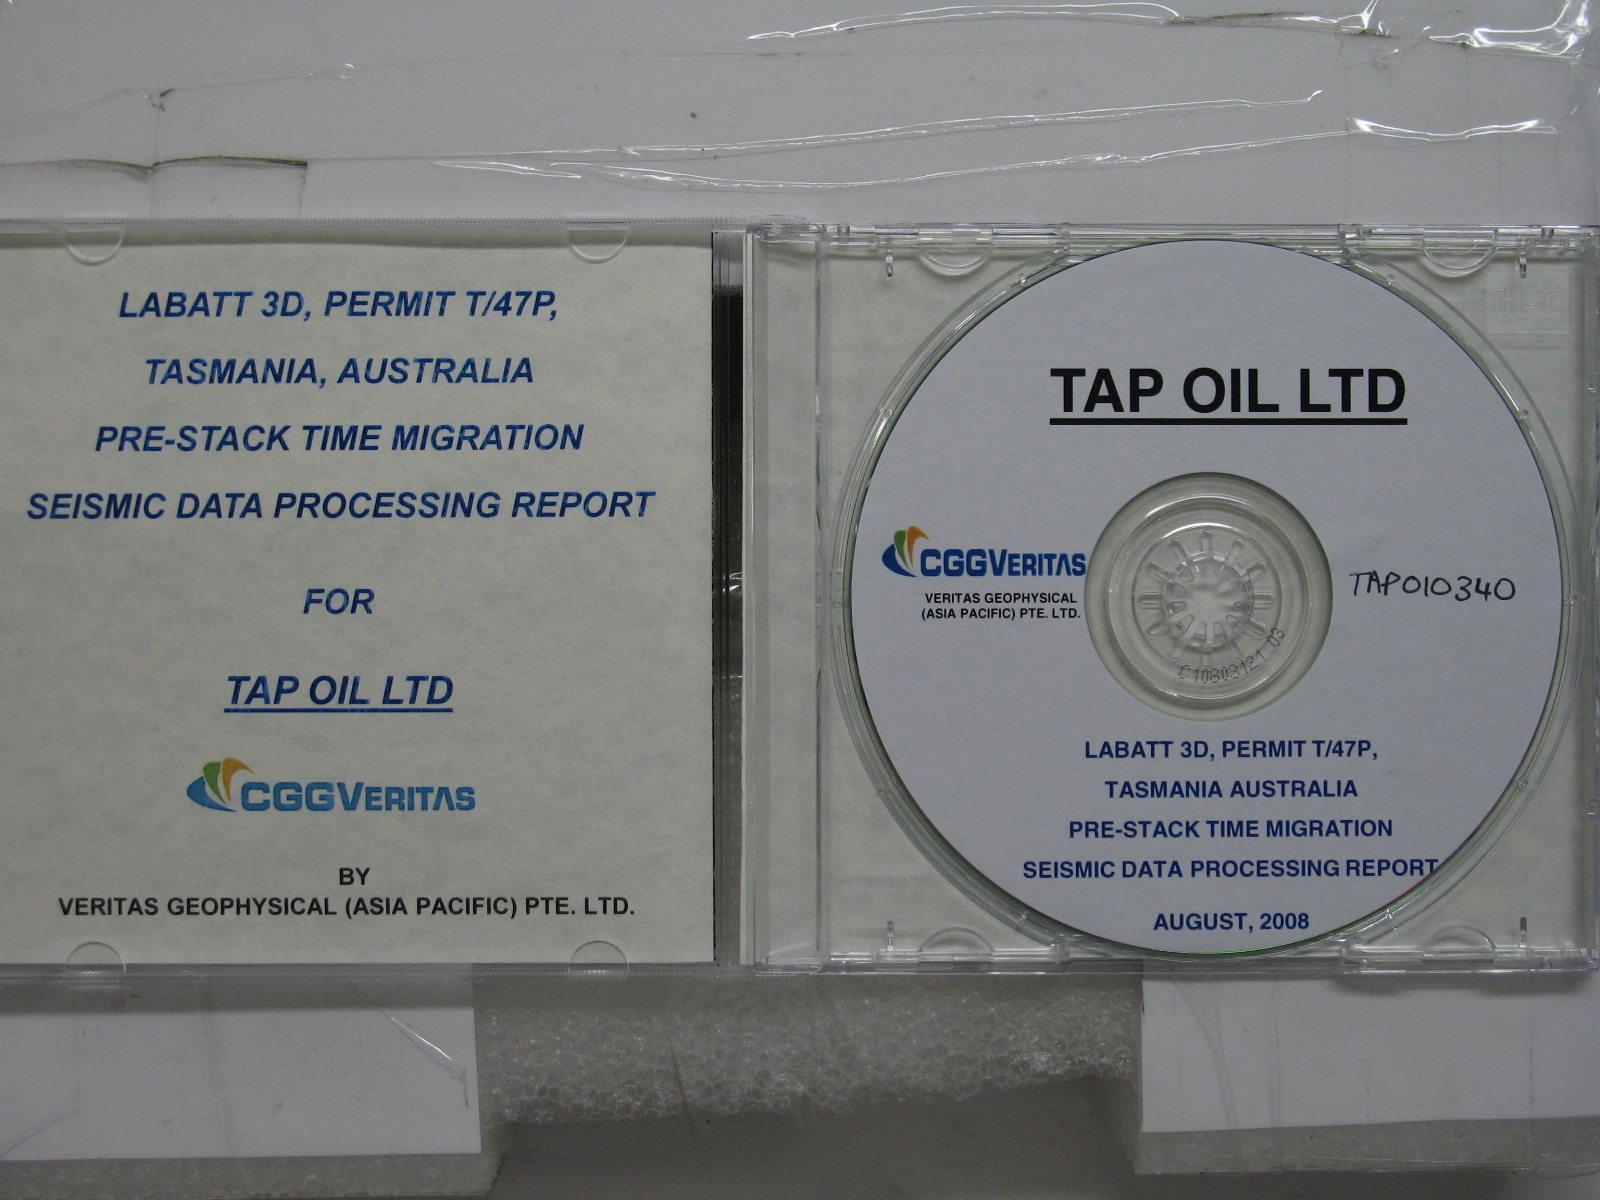 LABATT 3D, PERMIT T/47P,
TASMANIA, AUSTRALIA
PRE-STACK TIME MIGRATION
SEISMIC DATA PROCESSING REPORT
FOR
TAP OIL LTD
CGGVERITAS
BY
VERITAS GEOPHYSICAL (ASIA PACIFIC) PTE. LTD.
TAP OIL LTD
CGGVERITAS
VERITAS GEOPHYSICAL
(ASIA PACIFIC) PTE. LTD.
TAP010340
C10803121 03
LABATT 3D, PERMIT T/47P,
TASMANIA AUSTRALIA
PRE-STACK TIME MIGRATION
SEISMIC DATA PROCESSING REPORT
AUGUST, 2008